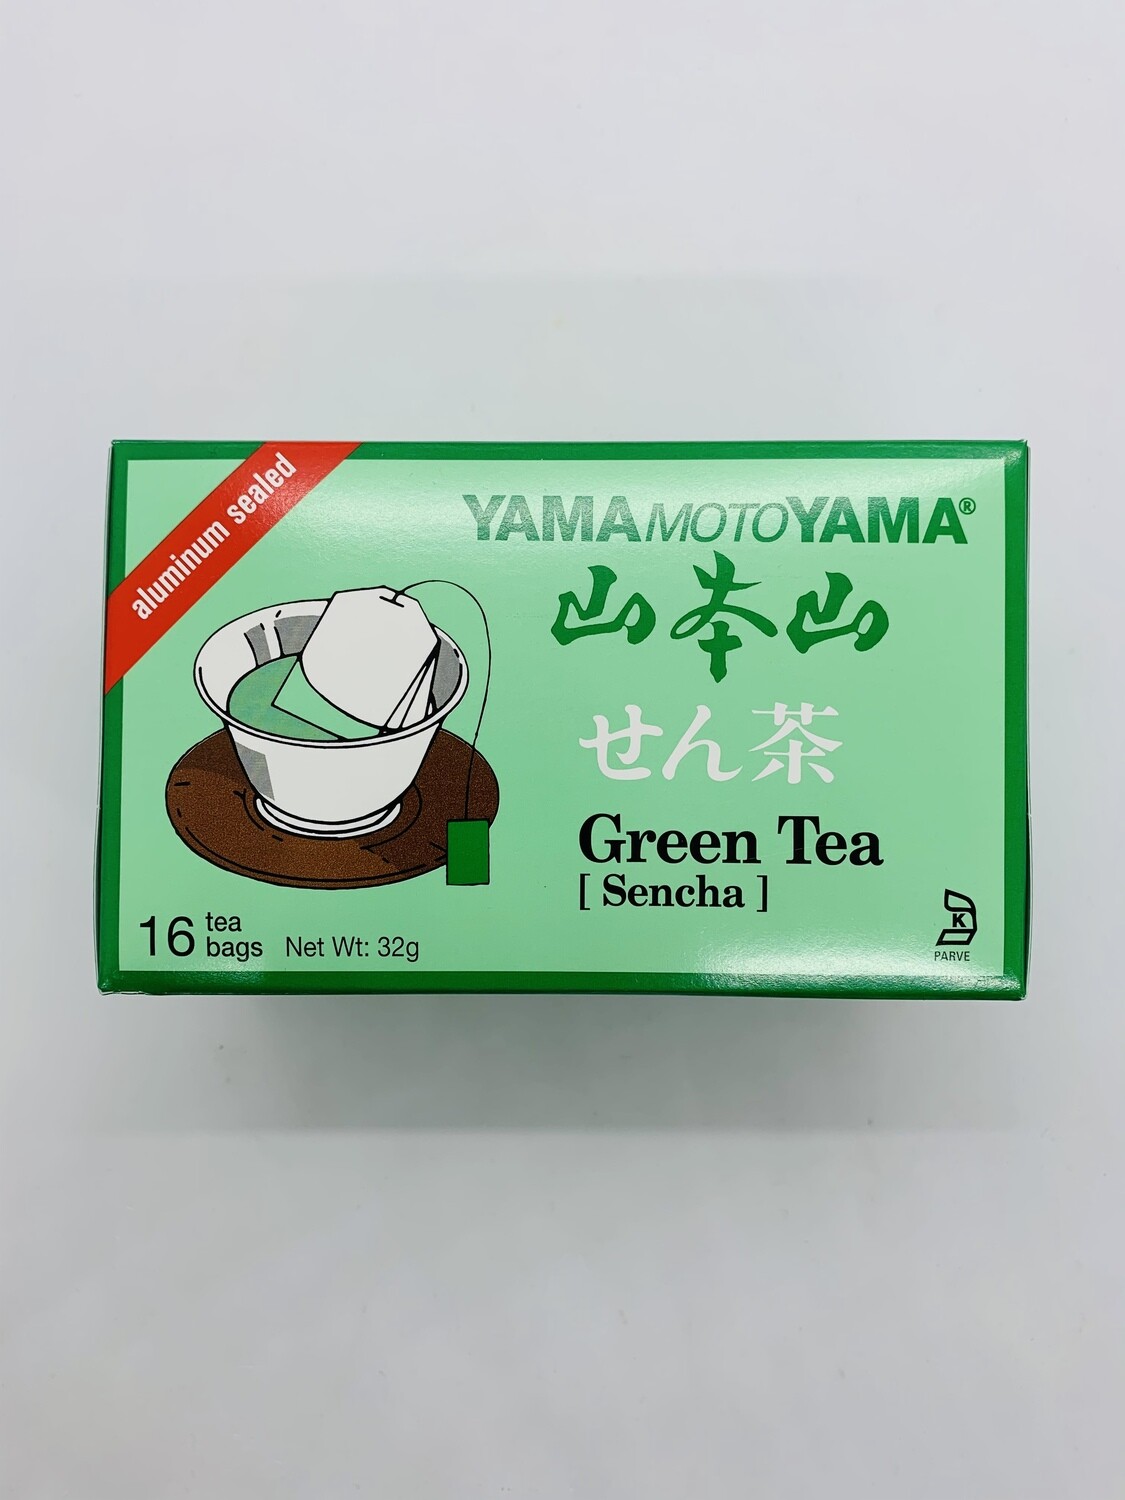 aluminum sealed
YAMAMOTOYAMA®
山本山
せん茶
Green Tea
[ Sencha ]
16 tea bags Net Wt: 32g
K
PARVE